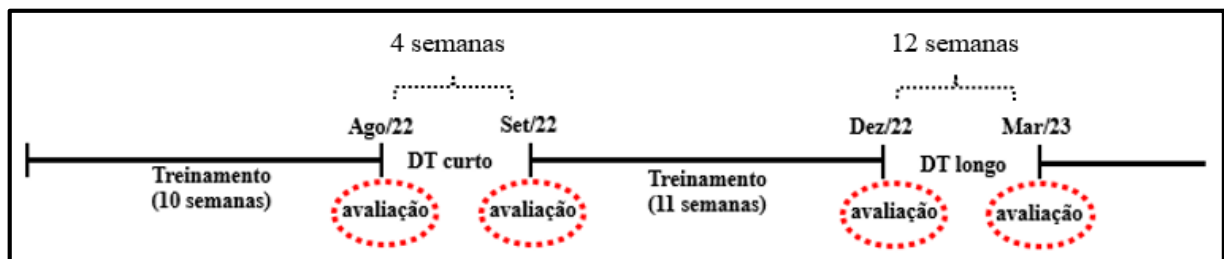 4 semanas
12 semanas
Ago/22
Set/22
Dez/22
Mar/23
DT curto
DT longo
Treinamento
(10 semanas)
Treinamento
(11 semanas)
avaliação
avaliação
avaliação
avaliação